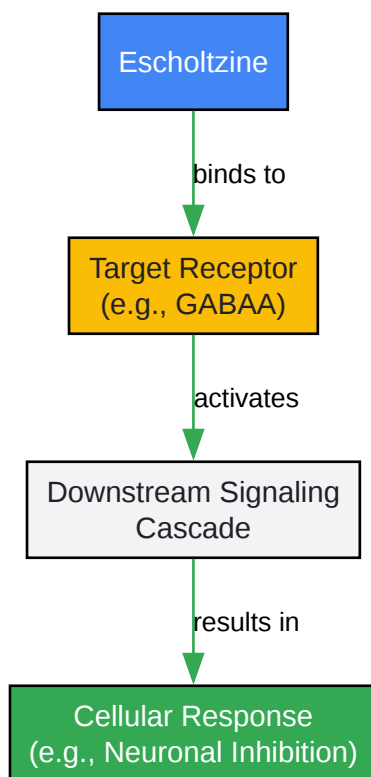 Escholtzine
binds to
Target Receptor
(e.g., GABAA)
activates
Downstream Signaling
Cascade
results in
Cellular Response
(e.g., Neuronal Inhibition)